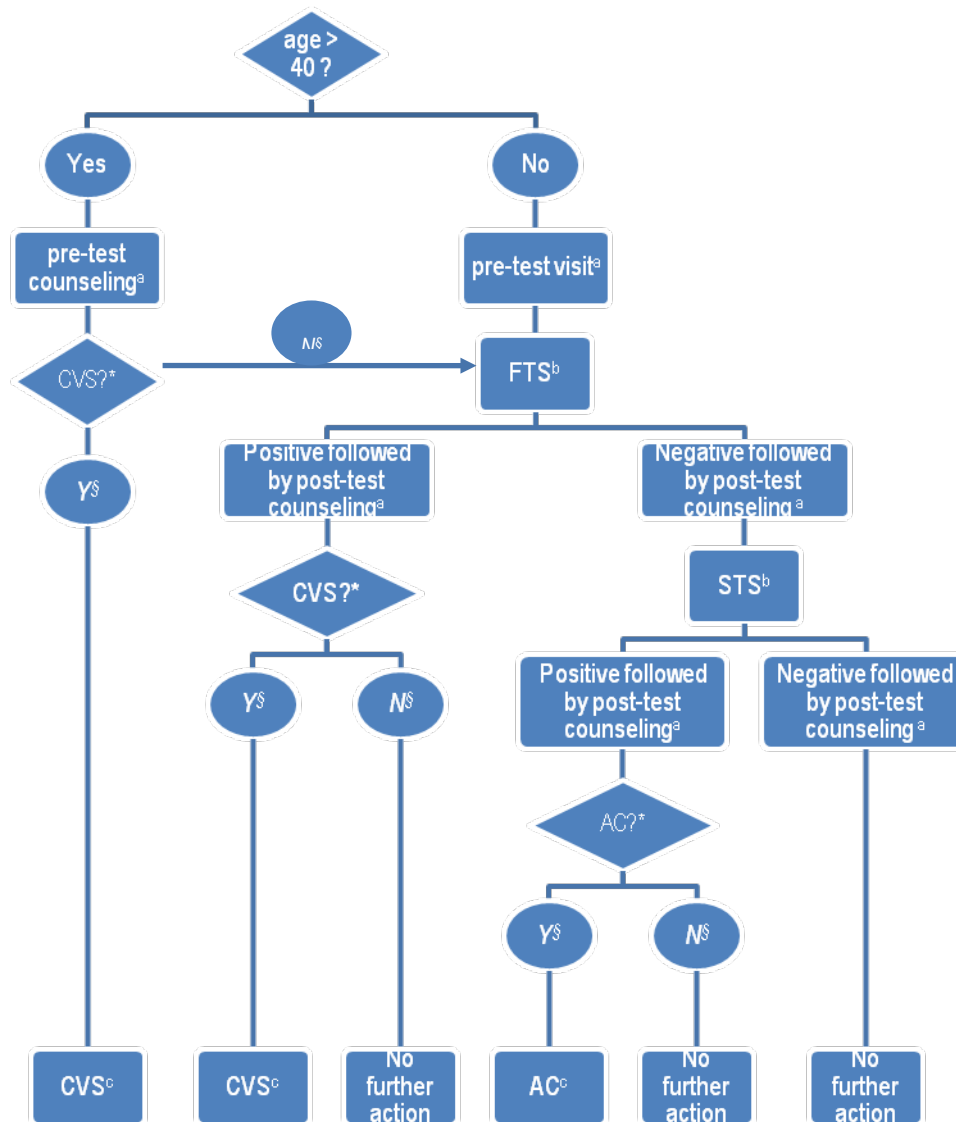 age >
40 ?
Yes
No
pre-test
counselingᵃ
pre-test visitᵃ
N§
CVS?*
FTSᵇ
Y§
Positive followed
by post-test
counselingᵃ
Negative followed
by post-test
counseling ᵃ
CVS?*
STSᵇ
Y§
N§
Positive followed
by post-test
counselingᵃ
Negative followed
by post-test
counseling ᵃ
AC?*
Y§
N§
CVSᶜ
CVSᶜ
No
further
action
ACᶜ
No
further
action
No
further
action